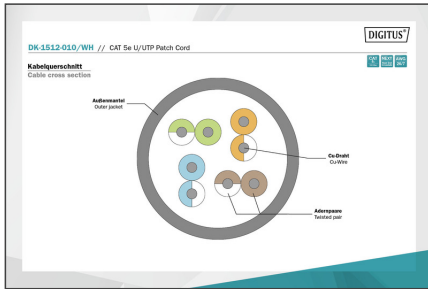 DIGITUS®
DK-1512-010/WH // CAT 5e U/UTP Patch Cord
Kabelquerschnitt
Cable cross section
Außenmantel
Outer jacket
Cu-Draht
Cu-Wire
Adernpaare
Twisted pair